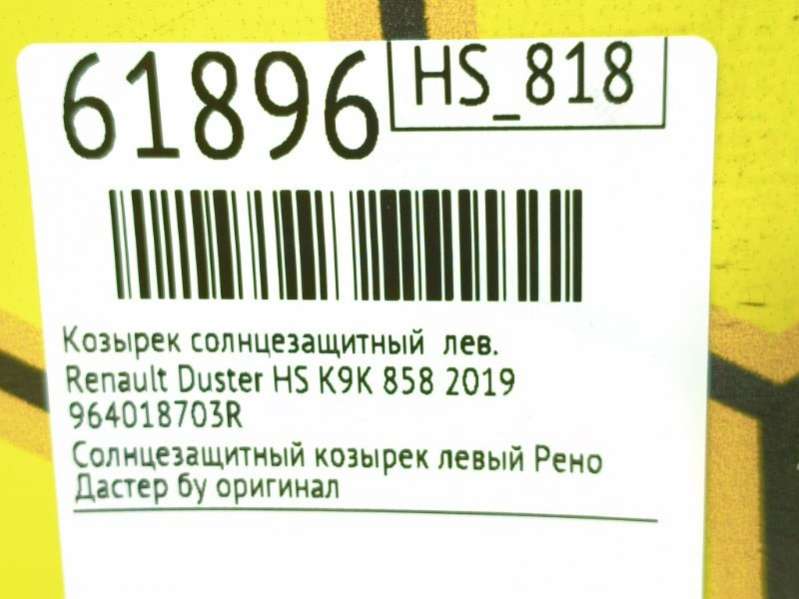 61896 HS_818
Козырек солнцезащитный лев.
Renault Duster HS K9K 858 2019
964018703R
Солнцезащитный козырек левый Рено
Дастер бу оригинал